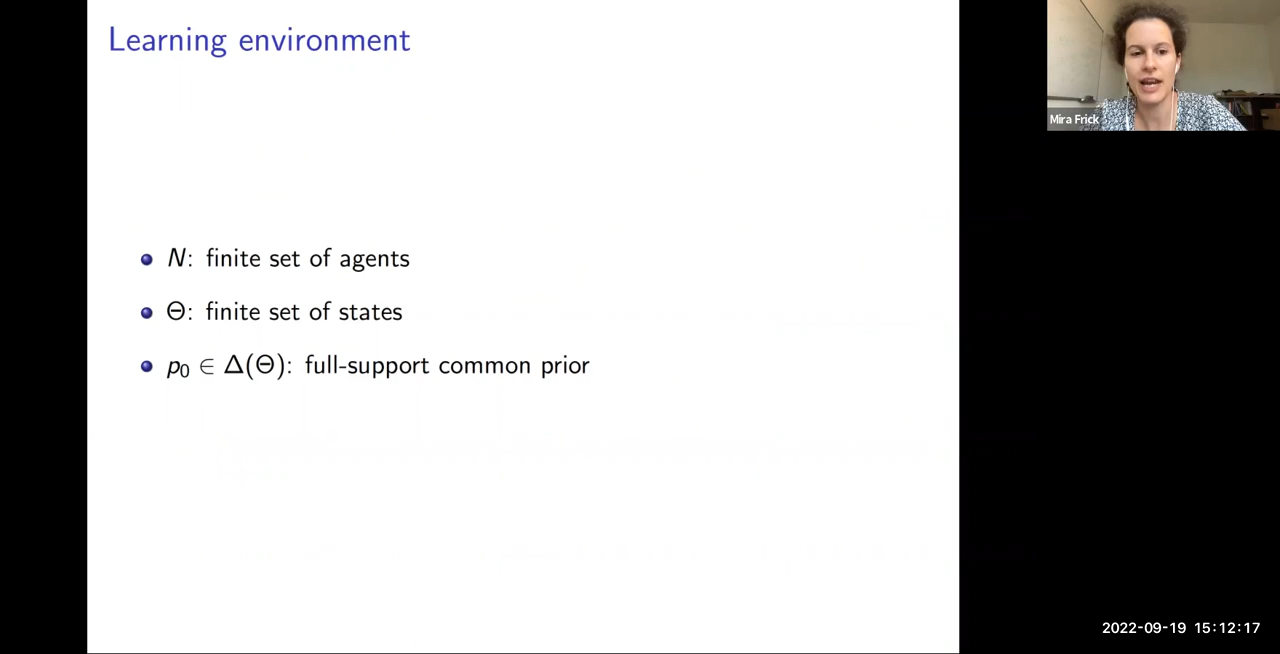 Learning environment
N: finite set of agents
Θ: finite set of states
p₀ ∈ Δ(Θ): full-support common prior
Mira Frick
2022-09-19 15:12:17